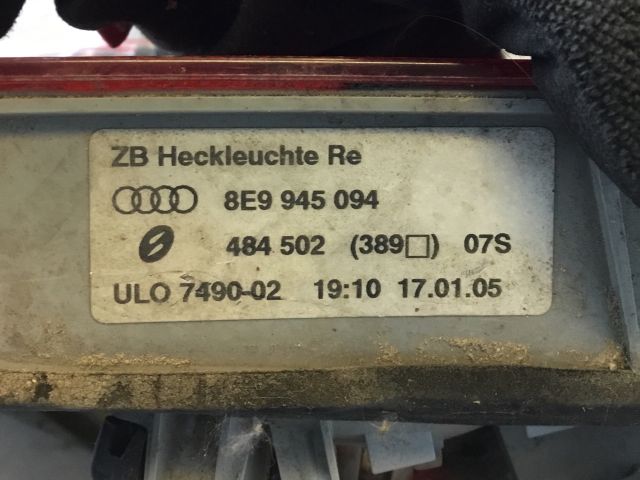 ZB Heckleuchte Re
8E9 945 094
484 502 (389□) 07S
ULO 7490-02 19:10 17.01.05